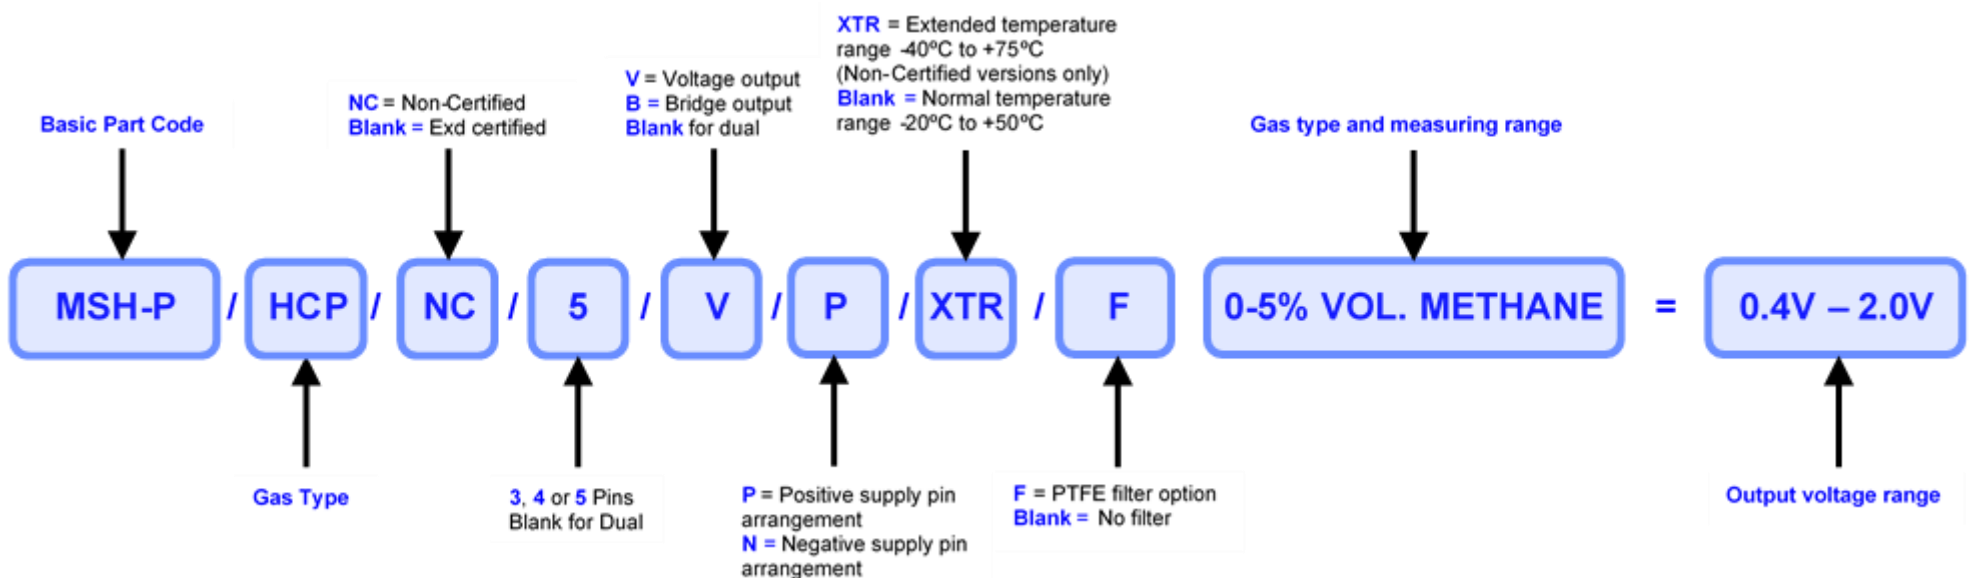 XTR = Extended temperature
range -40ºC to +75ºC
(Non-Certified versions only)
Blank = Normal temperature
range -20ºC to +50ºC
V = Voltage output
B = Bridge output
Blank for dual
NC = Non-Certified
Blank = Exd certified
Basic Part Code
Gas type and measuring range
MSH-P / HCP / NC / 5 / V / P / XTR / F 0-5% VOL. METHANE = 0.4V – 2.0V
Gas Type
3, 4 or 5 Pins
Blank for Dual
P = Positive supply pin
arrangement
N = Negative supply pin
arrangement
F = PTFE filter option
Blank = No filter
Output voltage range